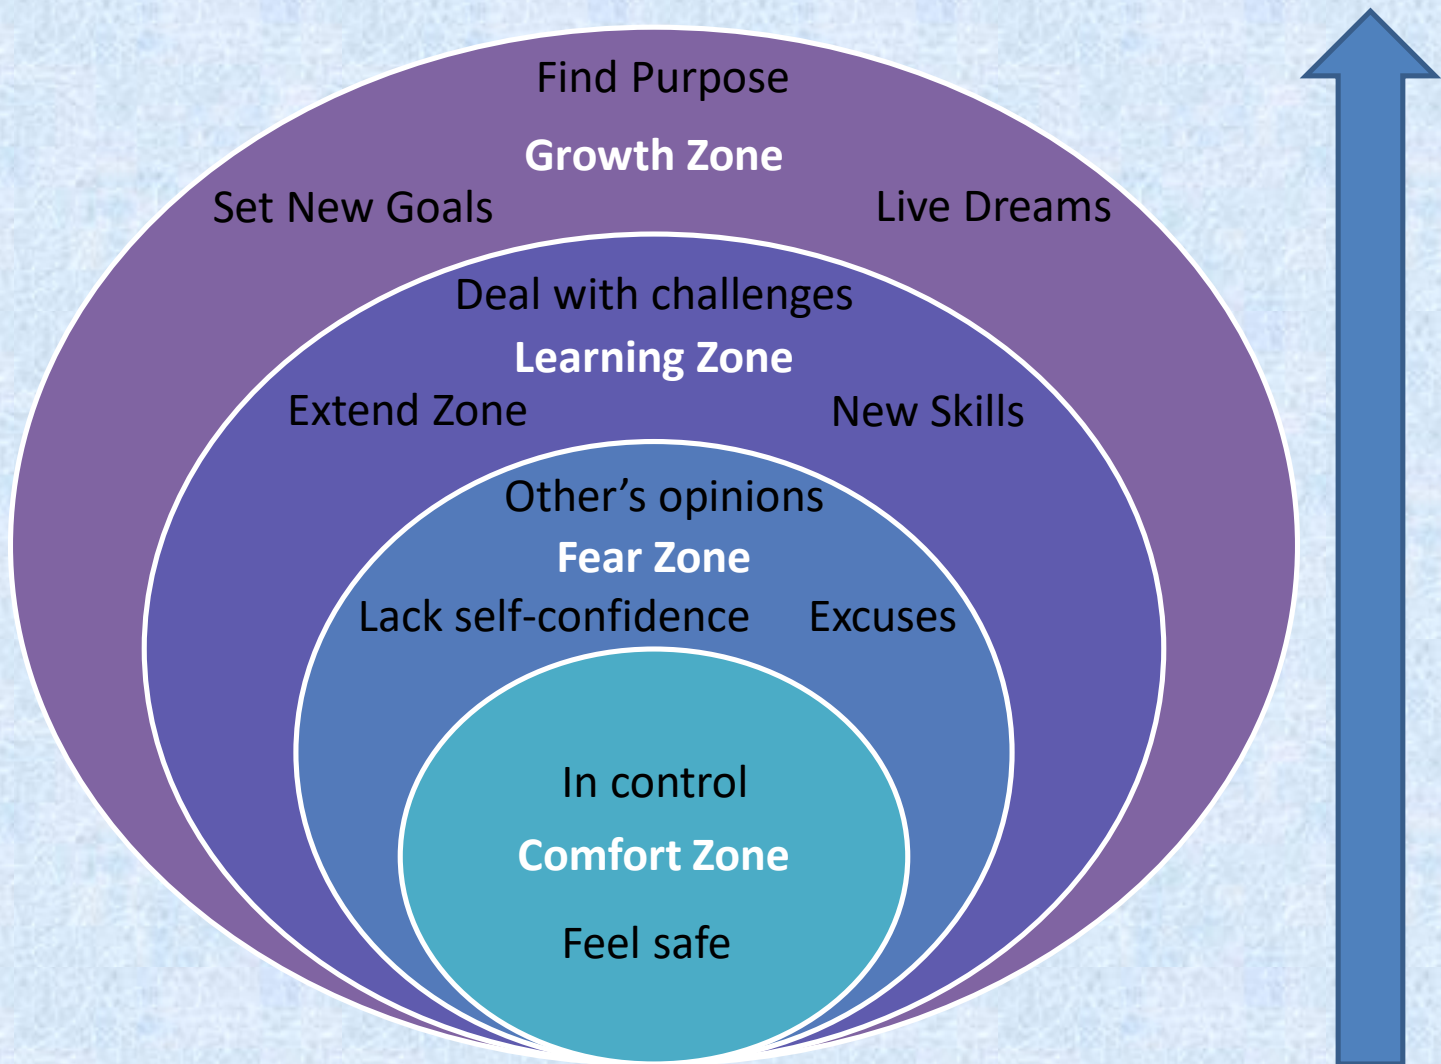 Find Purpose
Growth Zone
Set New Goals
Live Dreams
Deal with challenges
Learning Zone
Extend Zone
New Skills
Other’s opinions
Fear Zone
Lack self-confidence
Excuses
In control
Comfort Zone
Feel safe